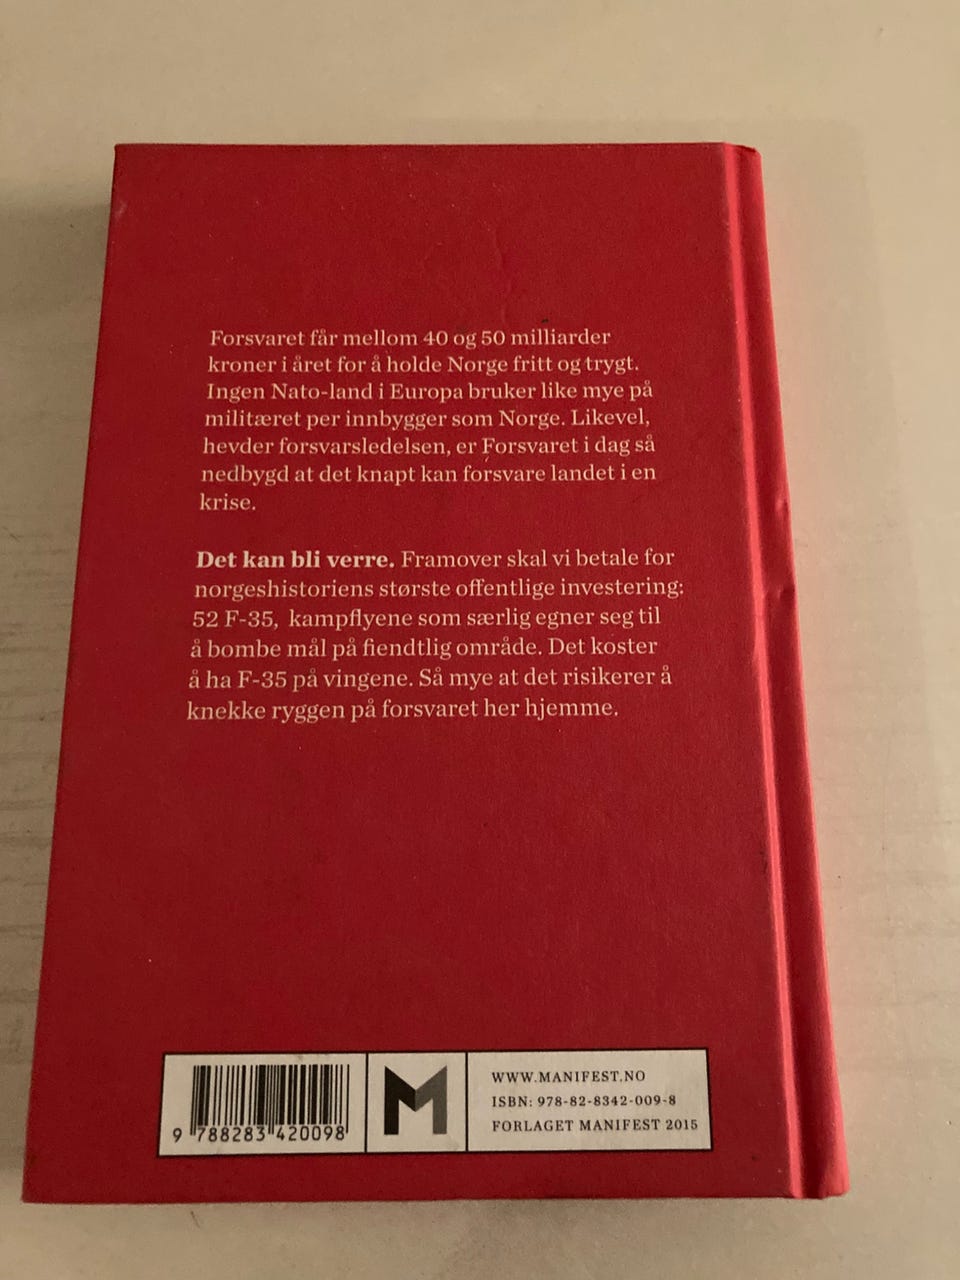 Forsvaret får mellom 40 og 50 milliarder
kroner i året for å holde Norge fritt og trygt.
Ingen Nato-land i Europa bruker like mye på
militæret per innbygger som Norge. Likevel,
hevder forsvarsledelsen, er Forsvaret i dag så
nedbygd at det knapt kan forsvare landet i en
krise.
Det kan bli verre. Framover skal vi betale for
norgeshistoriens største offentlige investering:
52 F-35, kampflyene som særlig egner seg til
å bombe mål på fiendtlig område. Det koster
å ha F-35 på vingene. Så mye at det risikerer å
knekke ryggen på forsvaret her hjemme.
9 788283 420098
M
WWW.MANIFEST.NO
ISBN: 978-82-8342-009-8
FORLAGET MANIFEST 2015